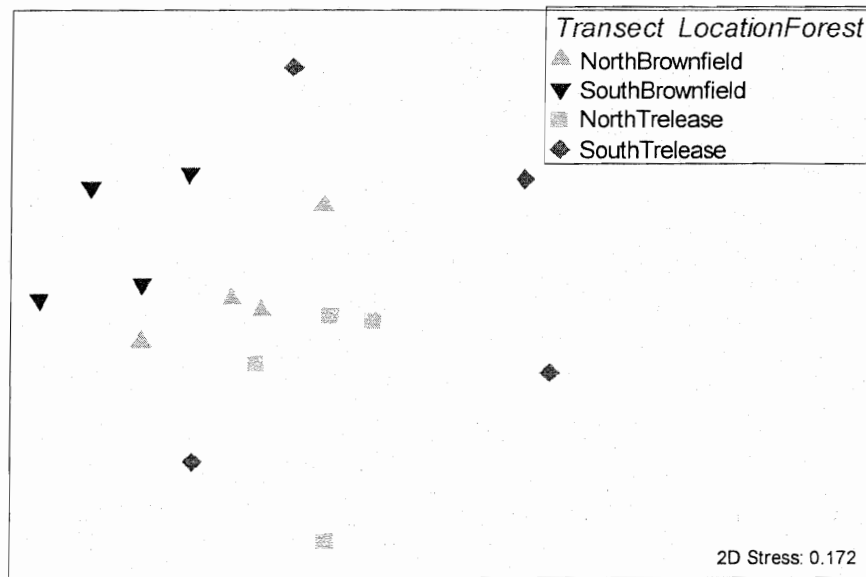 Transect LocationForest
NorthBrownfield
SouthBrownfield
NorthTrelease
SouthTrelease
2D Stress: 0.172